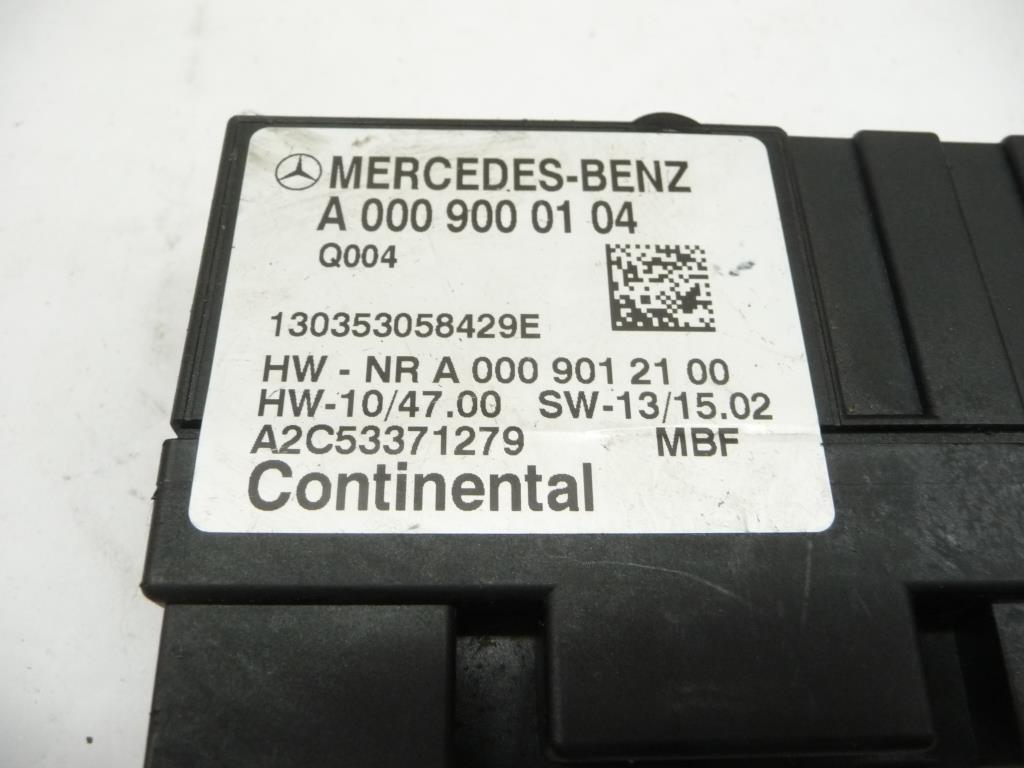 MERCEDES-BENZ
A 000 900 01 04
Q004
130353058429E
HW - NR A 000 901 21 00
HW-10/47.00 SW-13/15.02
A2C53371279 MBF
Continental